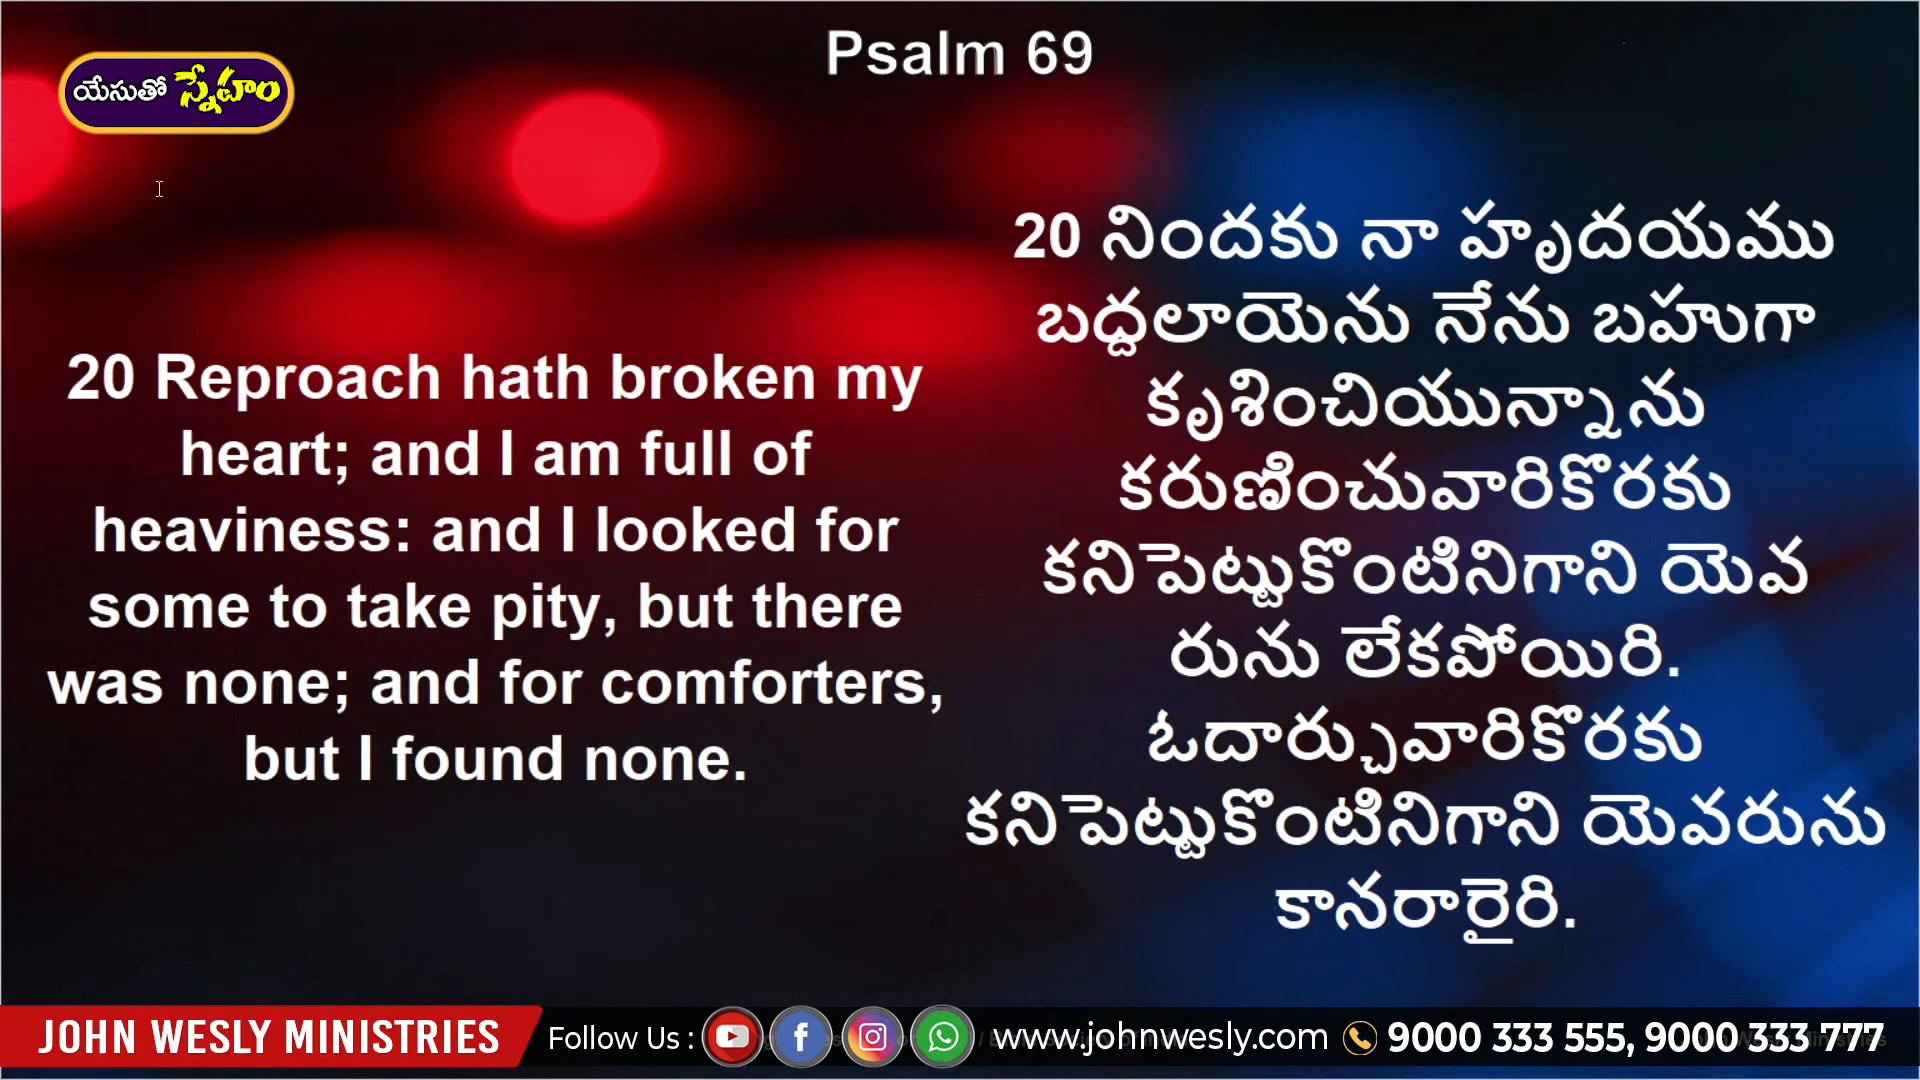 Psalm 69
యేసుతో స్నేహం
20 Reproach hath broken my
heart; and I am full of
heaviness: and I looked for
some to take pity, but there
was none; and for comforters,
but I found none.
20 నిందకు నా హృదయము
బద్దలాయెను నేను బహుగా
కృశించియున్నాను
కరుణించువారికొరకు
కనిపెట్టుకొంటినిగాని యెవ
రును లేకపోయిరి.
ఓదార్చువారికొరకు
కనిపెట్టుకొంటినిగాని యెవరును
కానరారైరి.
JOHN WESLY MINISTRIES
Follow Us :
www.johnwesly.com
9000 333 555, 9000 333 777